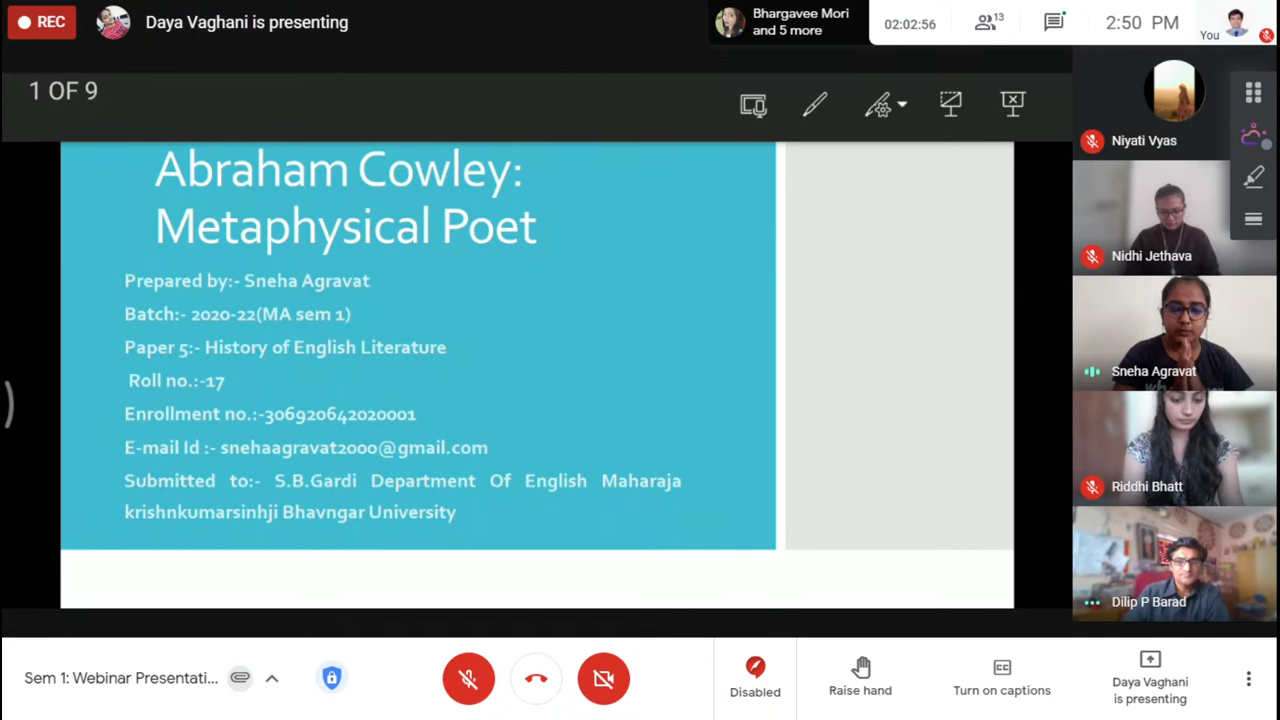 REC
Daya Vaghani is presenting
Bhargavee Mori
and 5 more
02:02:56
13
2:50 PM
You
1 OF 9
Niyati Vyas
Abraham Cowley:
Metaphysical Poet
Prepared by:- Sneha Agravat
Batch:- 2020-22(MA sem 1)
Paper 5:- History of English Literature
Roll no.:-17
Enrollment no.:-3069206420200​01
E-mail Id :- snehaagravat2000@gmail.com
Submitted to:- S.B.Gardi Department Of English Maharaja
krishnkumarsinhji Bhavngar University
Nidhi Jethava
Sneha Agravat
Riddhi Bhatt
Dilip P Barad
Sem 1: Webinar Presentati...
Disabled
Raise hand
CC
Turn on captions
Daya Vaghani
is presenting